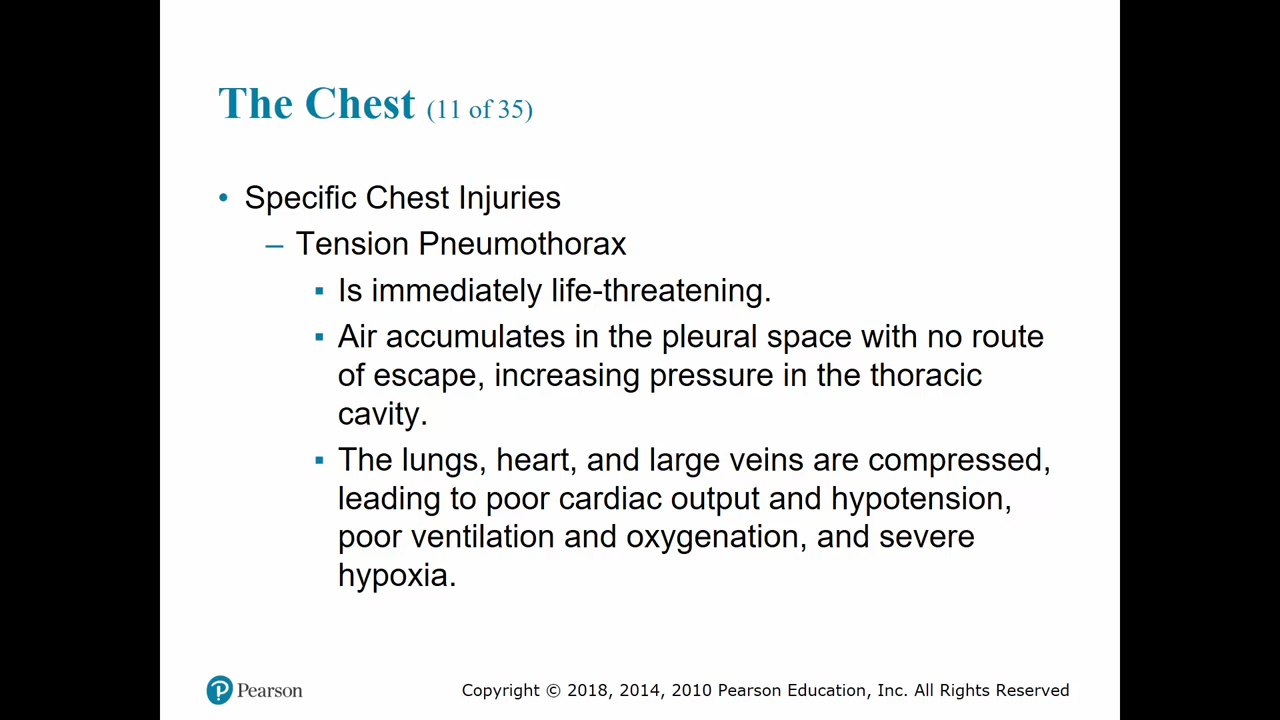 The Chest (11 of 35)
• Specific Chest Injuries
– Tension Pneumothorax
▪ Is immediately life-threatening.
▪ Air accumulates in the pleural space with no route
of escape, increasing pressure in the thoracic
cavity.
▪ The lungs, heart, and large veins are compressed,
leading to poor cardiac output and hypotension,
poor ventilation and oxygenation, and severe
hypoxia.
P Pearson
Copyright © 2018, 2014, 2010 Pearson Education, Inc. All Rights Reserved